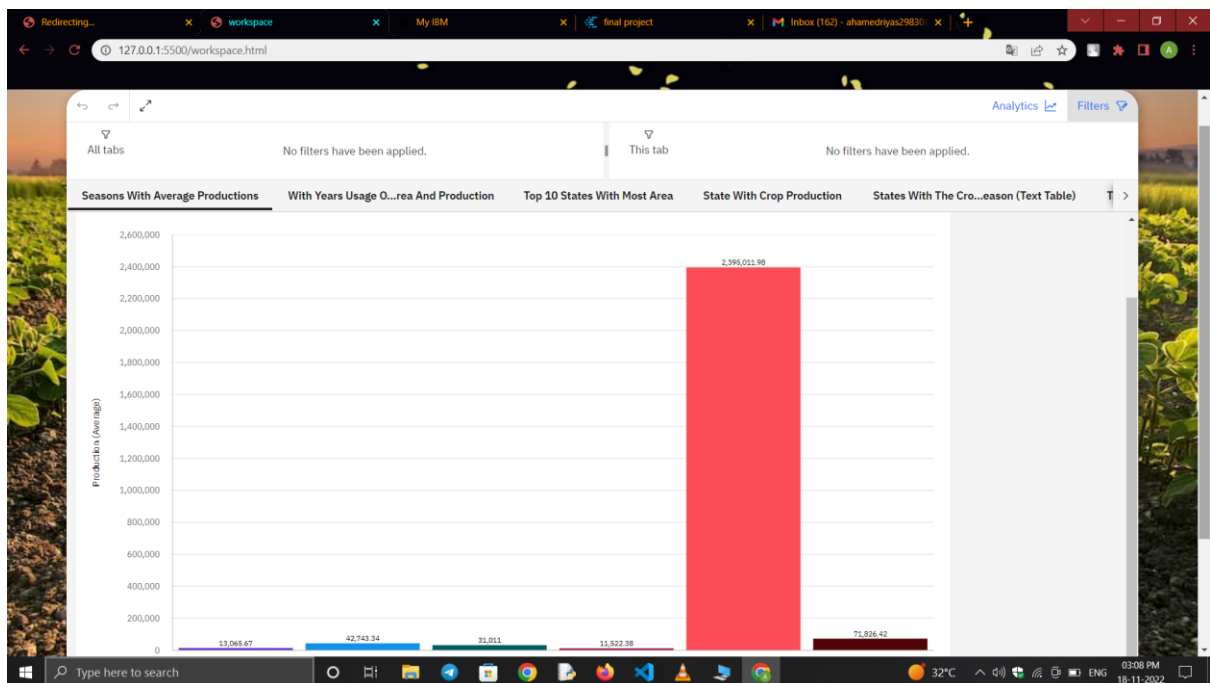 Redirecting... workspace My IBM final project Inbox (162) - ahamedriyas29830
127.0.0.1:5500/workspace.html
Analytics Filters
All tabs No filters have been applied. This tab No filters have been applied.
Seasons With Average Productions With Years Usage O...rea And Production Top 10 States With Most Area State With Crop Production States With The Cro...eason (Text Table) T
Production (Average)
2,600,000
2,400,000
2,200,000
2,000,000
1,800,000
1,600,000
1,400,000
1,200,000
1,000,000
800,000
600,000
400,000
200,000
0
13,065.67 42,743.34 31,011 11,522.38 2,395,011.98 71,826.42
Type here to search 32°C ENG 03:08 PM
18-11-2022